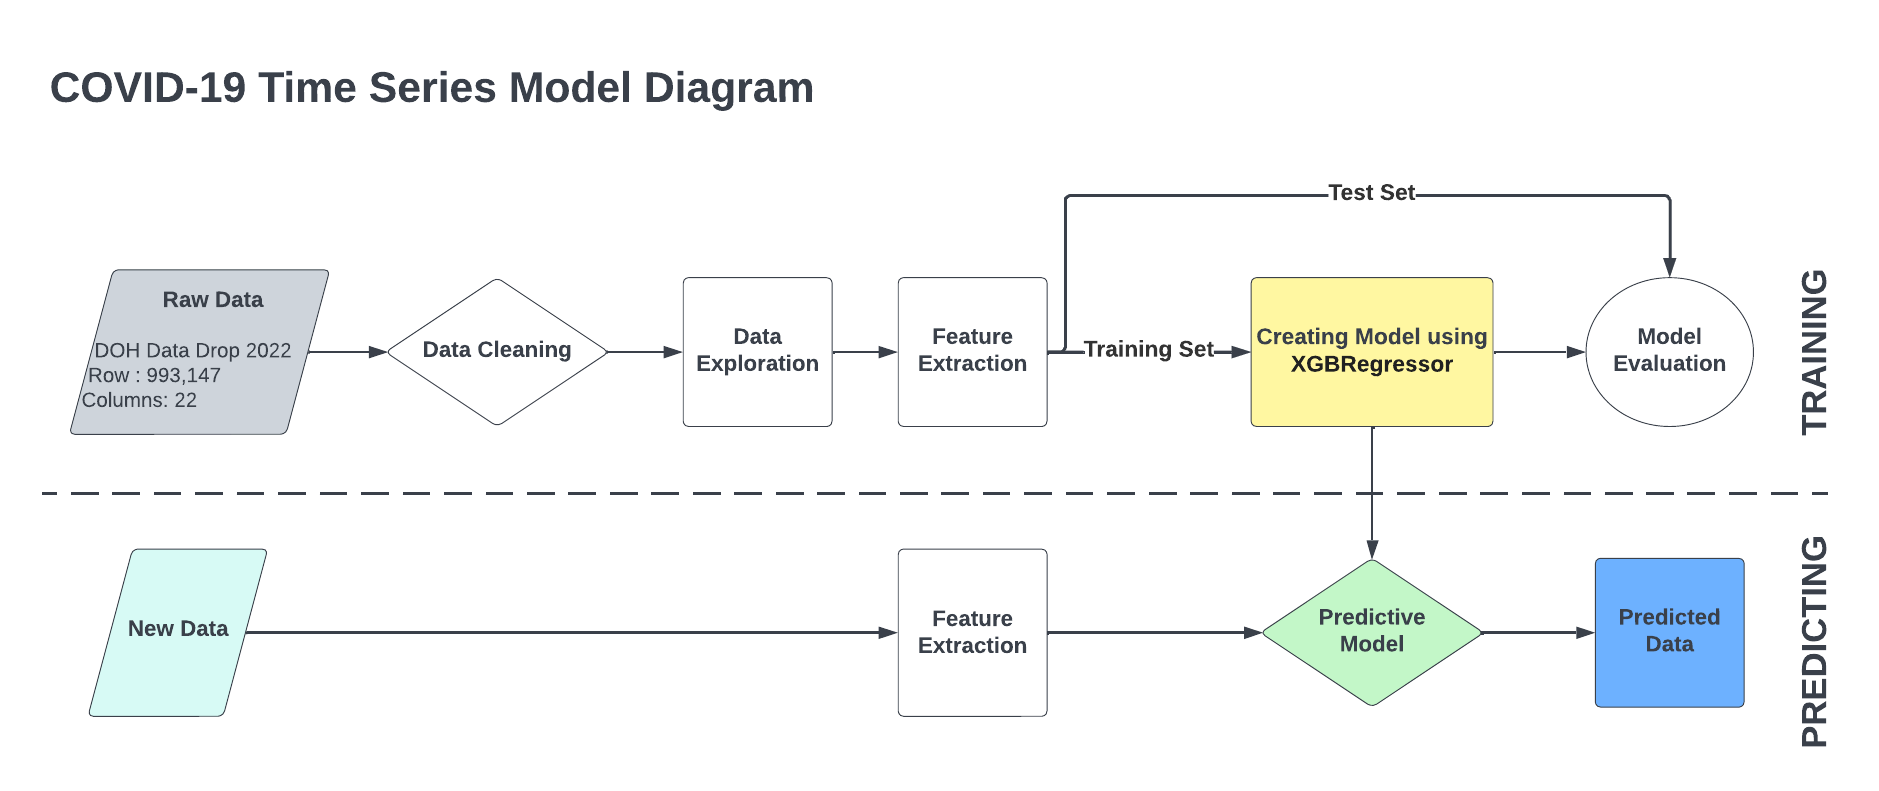 COVID-19 Time Series Model Diagram
Test Set
Raw Data
DOH Data Drop 2022
Row : 993,147
Columns: 22
Data Cleaning
Data
Exploration
Feature
Extraction
Training Set
Creating Model using
XGBRegressor
Model
Evaluation
TRAINING
New Data
Feature
Extraction
Predictive
Model
Predicted
Data
PREDICTING